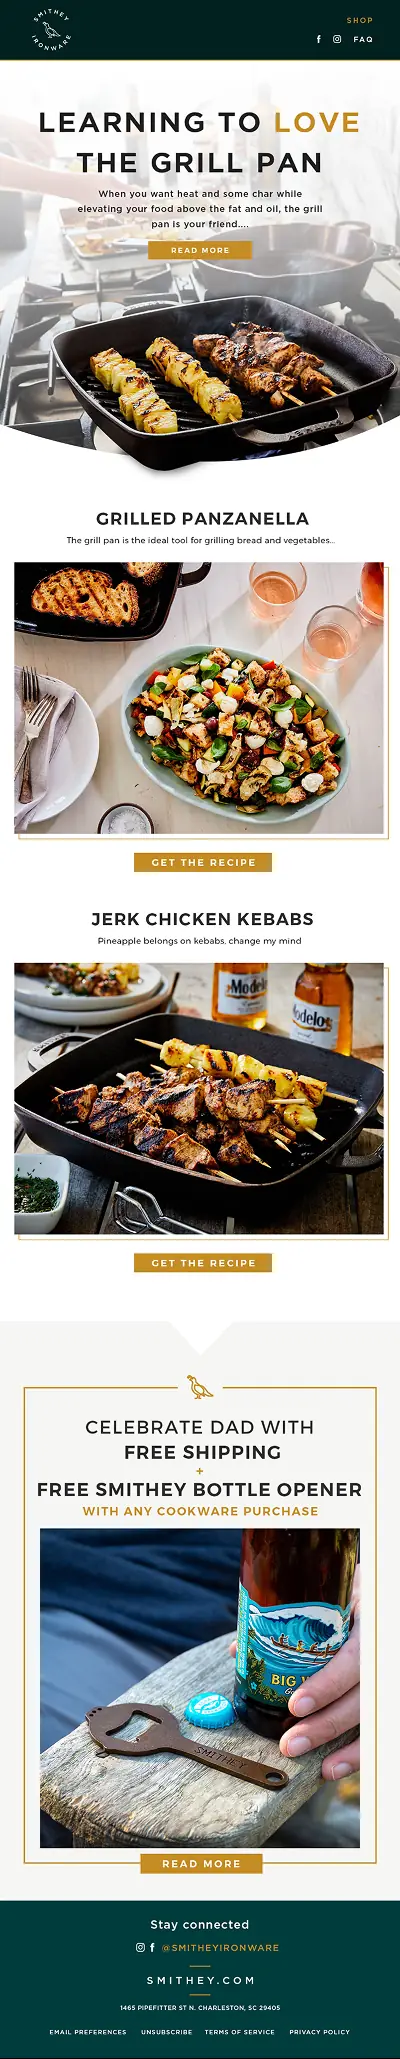 SMITHEY
IRONWARE
SHOP
FAQ
LEARNING TO LOVE
THE GRILL PAN
When you want heat and some char while
elevating your food above the fat and oil, the grill
pan is your friend....
READ MORE
GRILLED PANZANELLA
The grill pan is the ideal tool for grilling bread and vegetables...
GET THE RECIPE
JERK CHICKEN KEBABS
Pineapple belongs on kebabs, change my mind
Modelo
Modelo
GET THE RECIPE
CELEBRATE DAD WITH
FREE SHIPPING
+
FREE SMITHEY BOTTLE OPENER
WITH ANY COOKWARE PURCHASE
BIG
SMITHEY
READ MORE
Stay connected
@SMITHEYIRONWARE
SMITHEY.COM
1465 PIPEFITTER ST N. CHARLESTON, SC 29405
EMAIL PREFERENCES UNSUBSCRIBE TERMS OF SERVICE PRIVACY POLICY